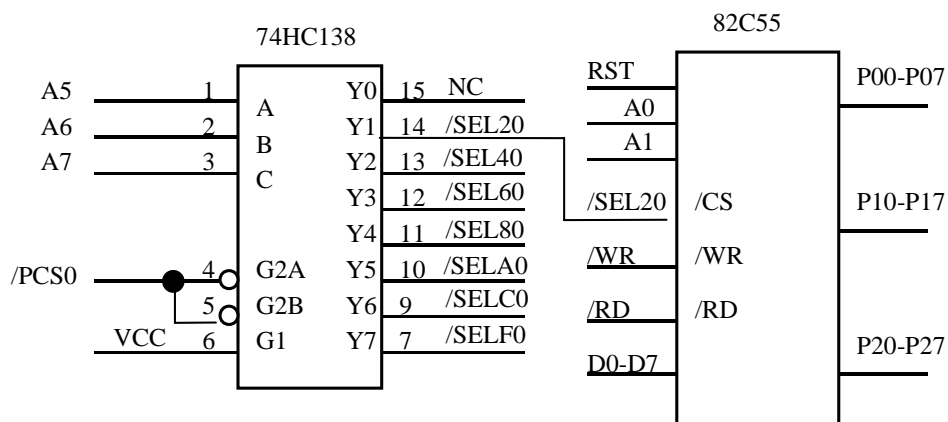 74HC138
82C55
A5 1 A Y0 15 NC
A6 2 B Y1 14 /SEL20
A7 3 C Y2 13 /SEL40
Y3 12 /SEL60
Y4 11 /SEL80
/PCS0 4 G2A Y5 10 /SELA0
5 G2B Y6 9 /SELC0
VCC 6 G1 Y7 7 /SELF0
RST P00-P07
A0
A1
/SEL20 /CS P10-P17
/WR /WR
/RD /RD
D0-D7 P20-P27